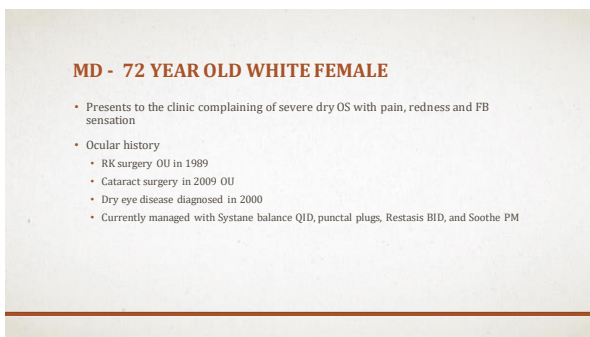 MD - 72 YEAR OLD WHITE FEMALE
• Presents to the clinic complaining of severe dry OS with pain, redness and FB
sensation
• Ocular history
• RK surgery OU in 1989
• Cataract surgery in 2009 OU
• Dry eye disease diagnosed in 2000
• Currently managed with Systane balance QID, punctal plugs, Restasis BID, and Soothe PM